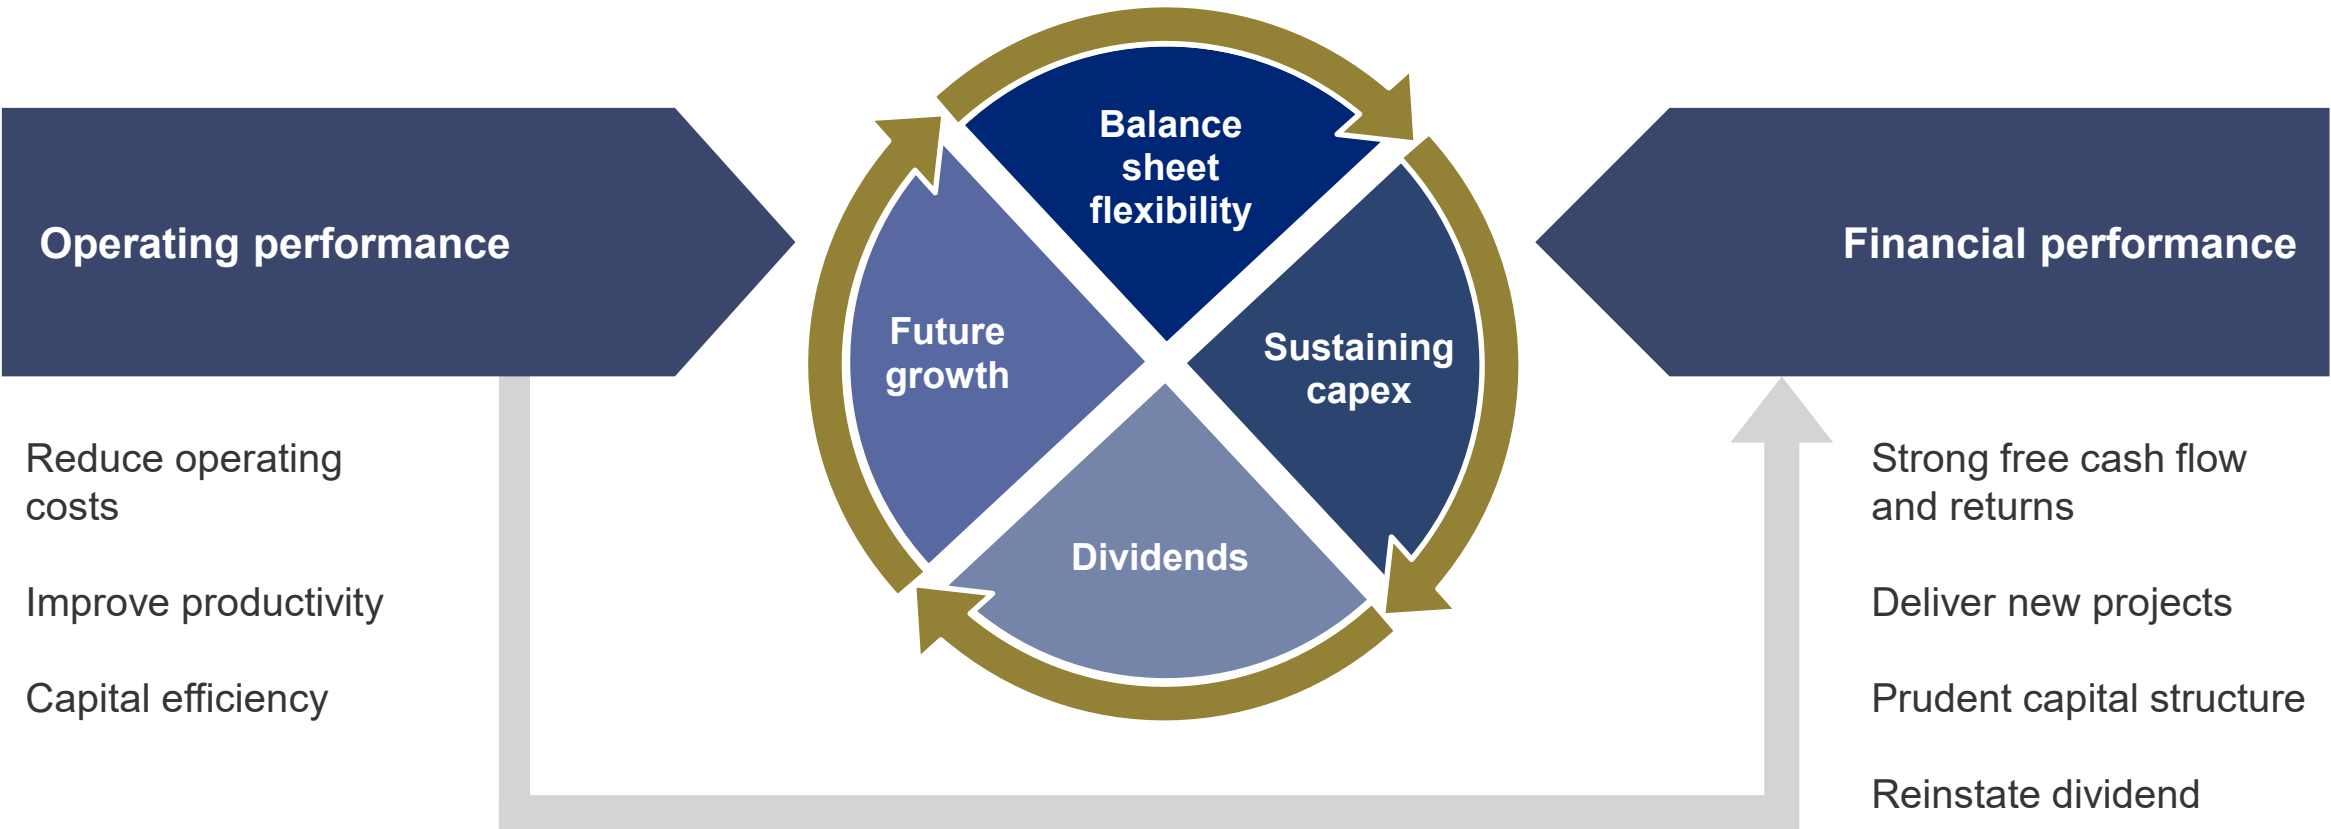 Operating performance
Reduce operating
costs
Improve productivity
Capital efficiency
Balance
sheet
flexibility
Future
growth
Sustaining
capex
Dividends
Financial performance
Strong free cash flow
and returns
Deliver new projects
Prudent capital structure
Reinstate dividend